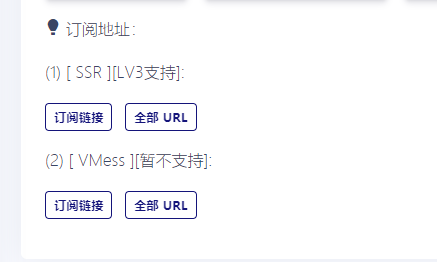 订阅地址:
(1) [ SSR ][LV3支持]:
订阅链接 全部 URL
(2) [ VMess ][暂不支持]:
订阅链接 全部 URL